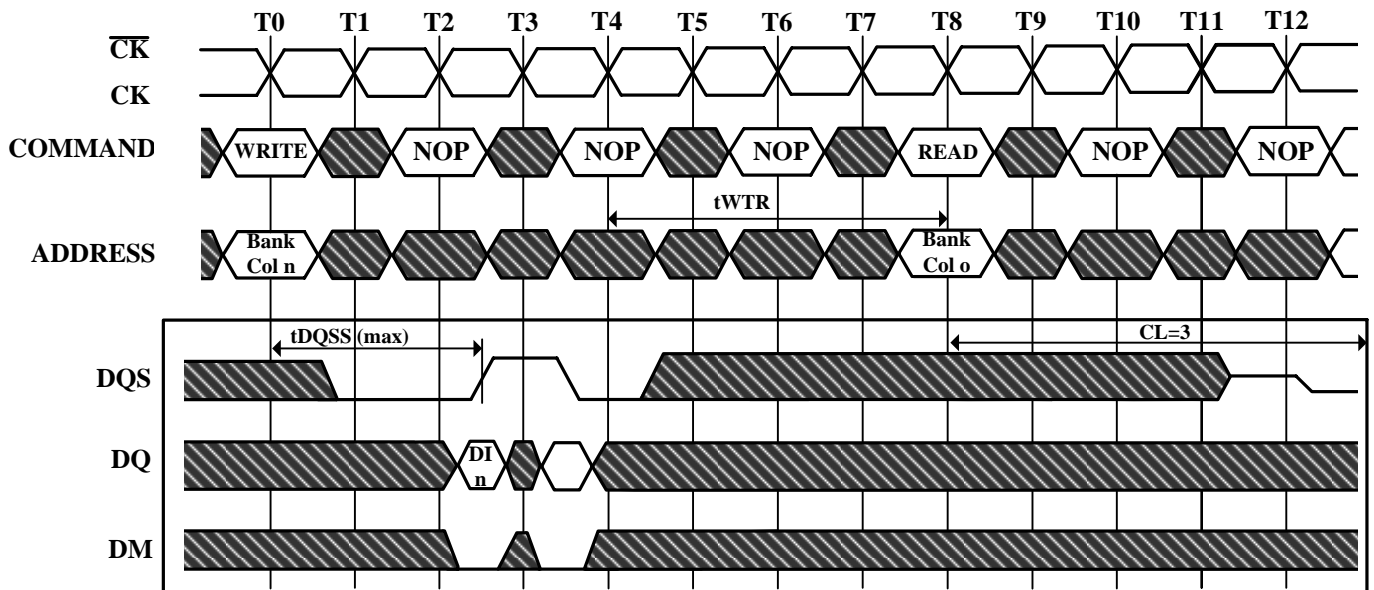 T0 T1 T2 T3 T4 T5 T6 T7 T8 T9 T10 T11 T12
CK
CK
COMMAND WRITE NOP NOP NOP READ NOP NOP
tWTR
ADDRESS Bank Col n Bank Col o
tDQSS (max) CL=3
DQS
DQ DI n
DM